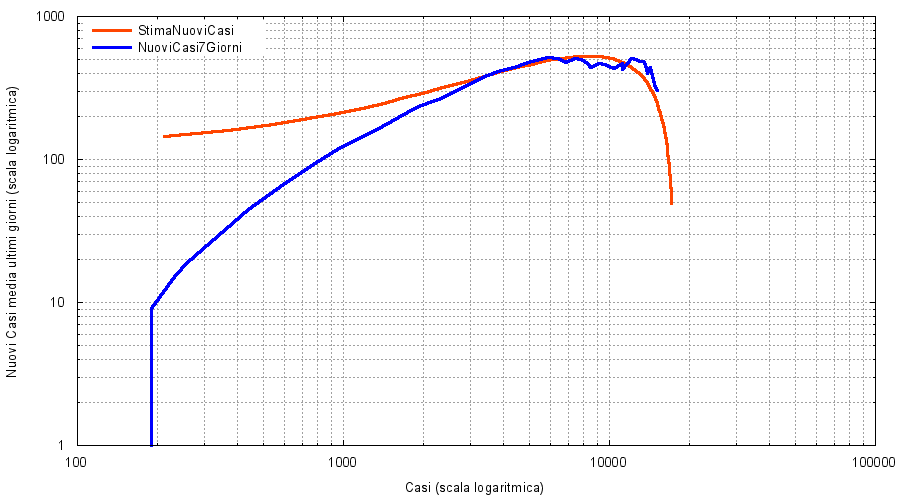 1000
StimaNuoviCasi
NuoviCasi7Giorni
100
10
1
Nuovi Casi media ultimi giorni (scala logaritmica)
100 1000 10000 100000
Casi (scala logaritmica)